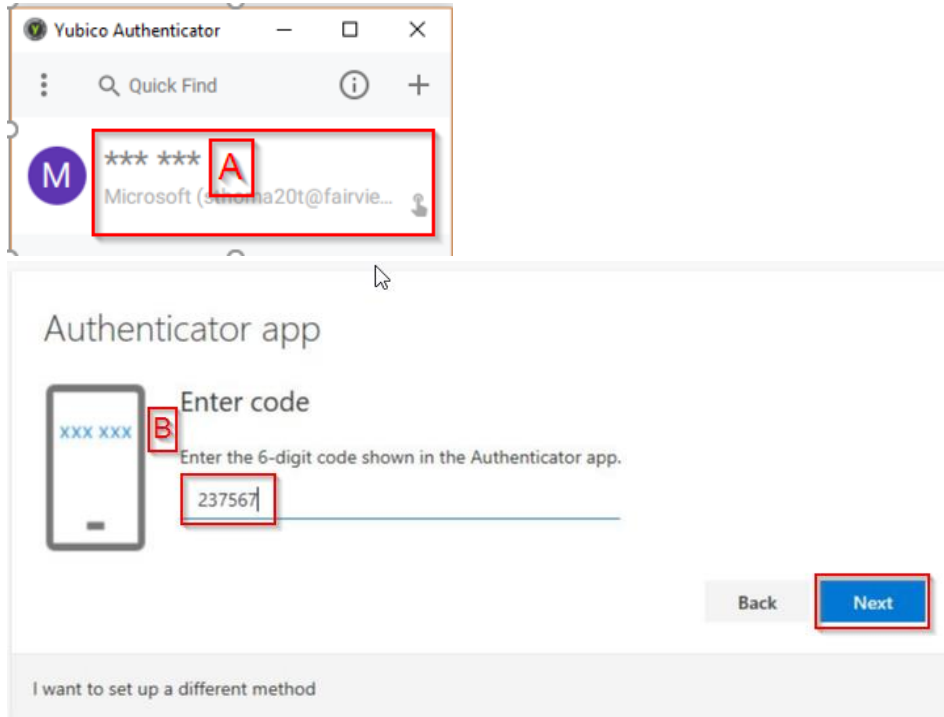 Yubico Authenticator
Quick Find
M
*** ***
A
Microsoft (sthoma20t@fairvie...
Authenticator app
xxx xxx
B
Enter code
Enter the 6-digit code shown in the Authenticator app.
237567
Back
Next
I want to set up a different method